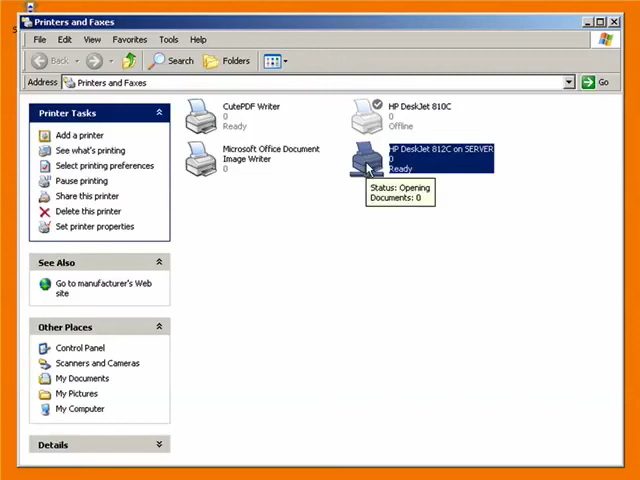 Printers and Faxes
File Edit View Favorites Tools Help
Back Search Folders
Address Printers and Faxes Go
Printer Tasks
Add a printer
See what's printing
Select printing preferences
Pause printing
Share this printer
Delete this printer
Set printer properties
See Also
Go to manufacturer's Web
site
Other Places
Control Panel
Scanners and Cameras
My Documents
My Pictures
My Computer
Details
CutePDF Writer
0
Ready
HP DeskJet 810C
0
Offline
Microsoft Office Document
Image Writer
0
HP DeskJet 812C on SERVER
0
Ready
Status: Opening
Documents: 0